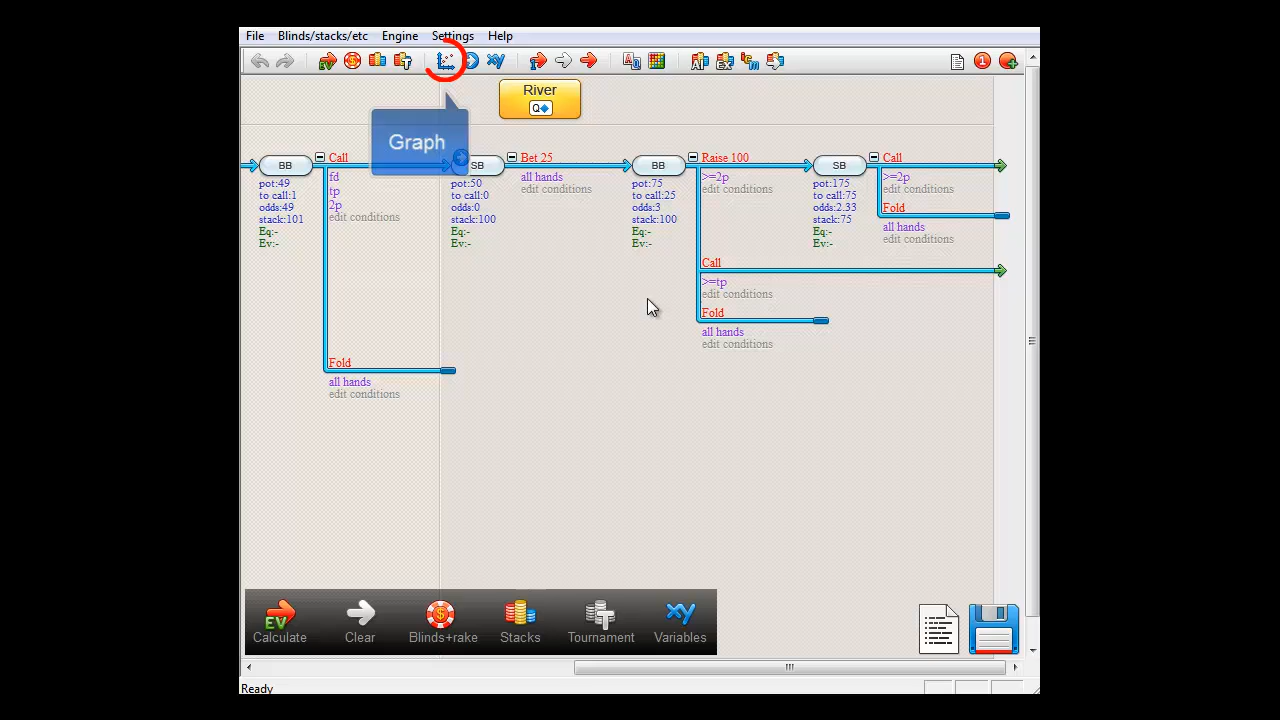 File Blinds/stacks/etc Engine Settings Help
EV
River
Q♦
Graph
BB
Call
fd
tp
2p
edit conditions
pot:49
to call:1
odds:49
stack:101
Eq:-
Ev:-
Fold
all hands
edit conditions
SB
pot:50
to call:0
odds:0
stack:100
Eq:-
Ev:-
Bet 25
all hands
edit conditions
BB
pot:75
to call:25
odds:3
stack:100
Eq:-
Ev:-
Raise 100
>=2p
edit conditions
Call
>=tp
edit conditions
Fold
all hands
edit conditions
SB
pot:175
to call:75
odds:2.33
stack:75
Eq:-
Ev:-
Call
>=2p
edit conditions
Fold
all hands
edit conditions
EV
Calculate Clear Blinds+rake Stacks Tournament Variables
Ready